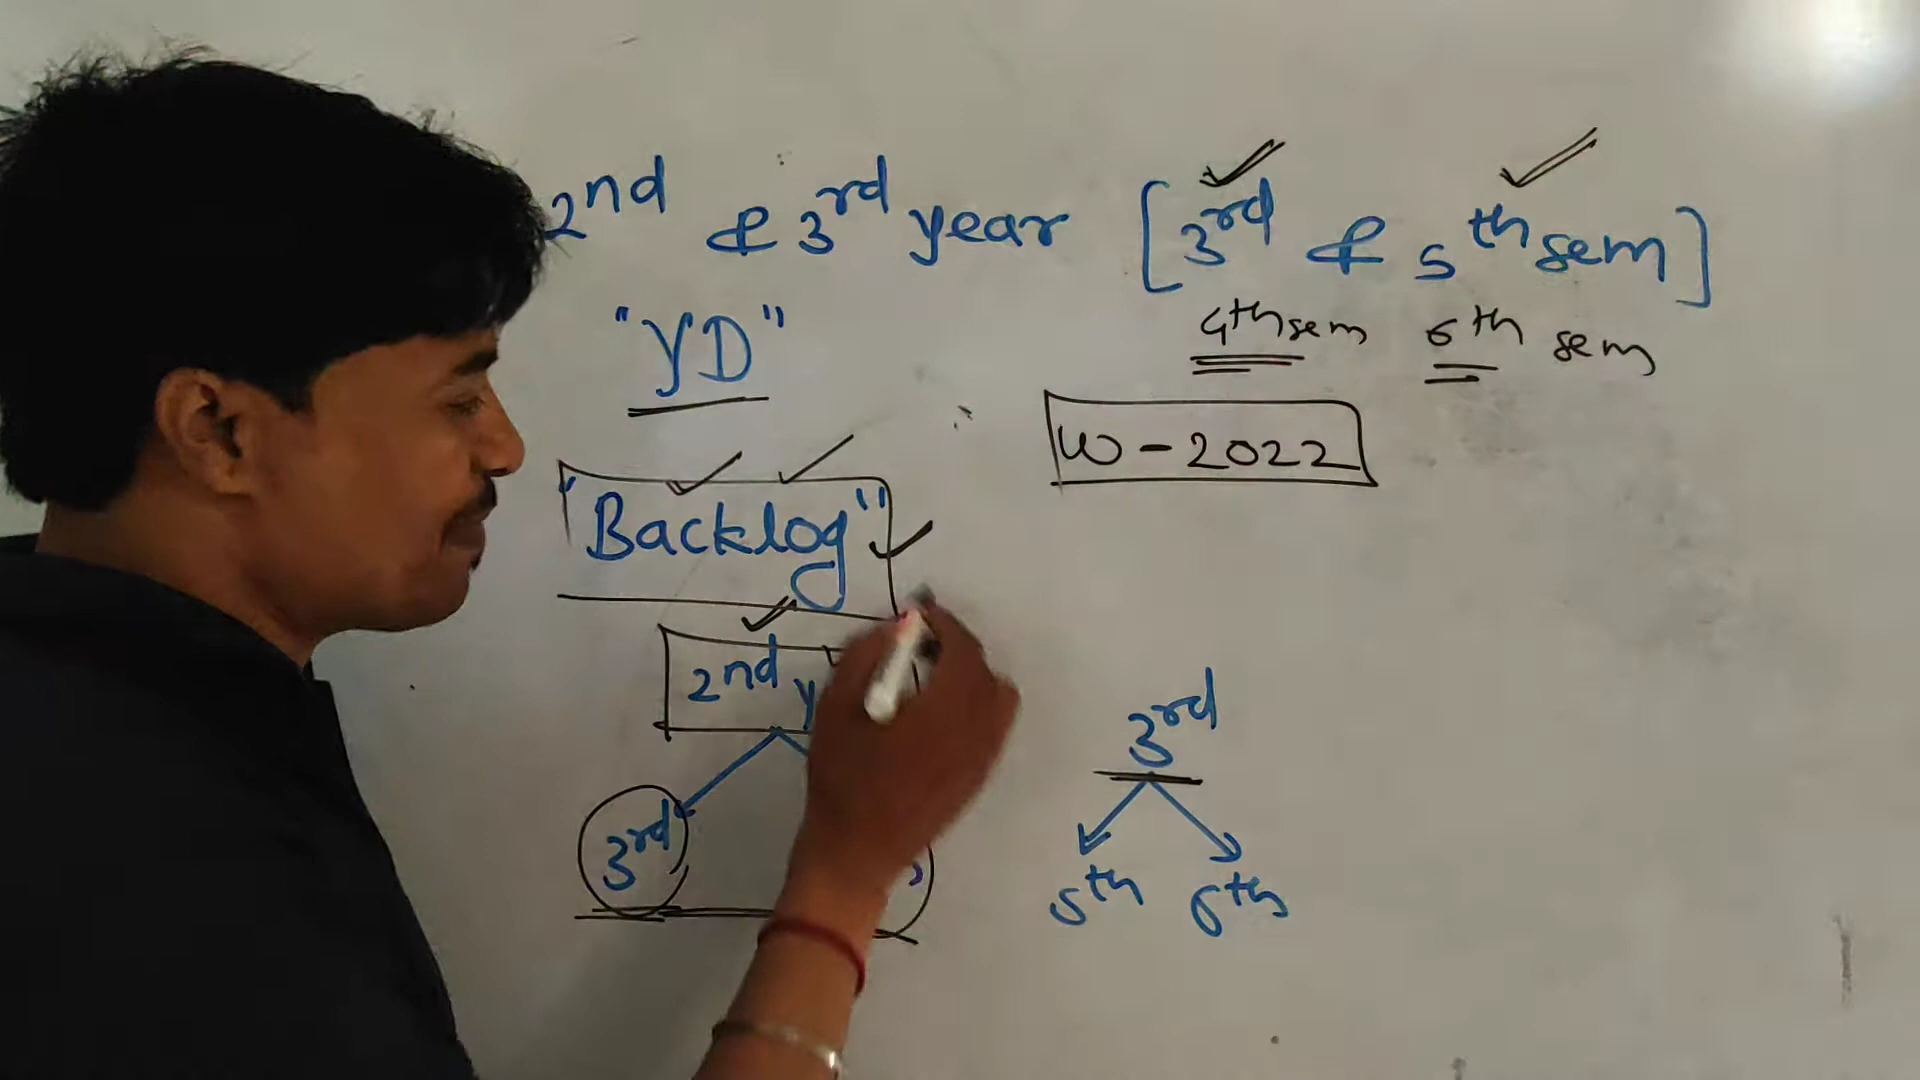 2nd & 3rd year [3rd & 5th sem]
4th sem 6th sem
"YD"
W-2022
"Backlog"
2nd
3rd
3rd
5th 6th